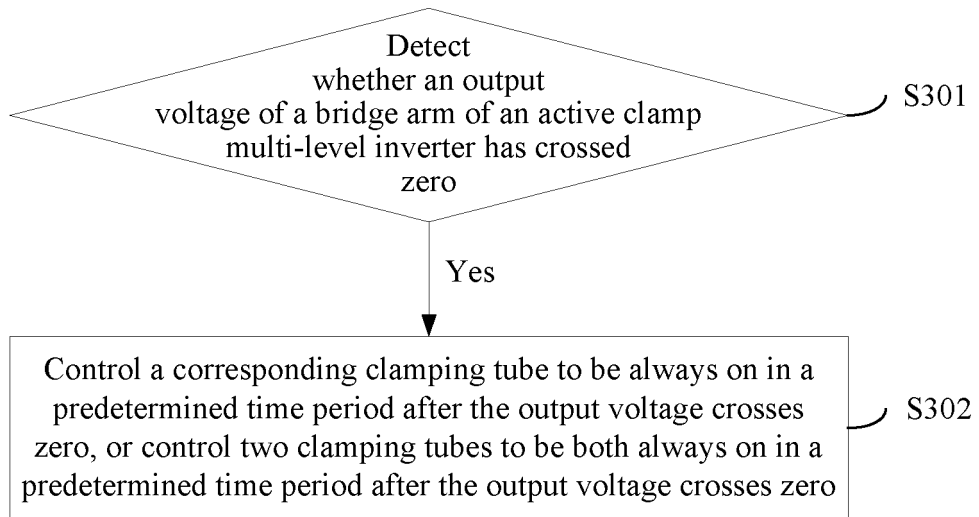 Detect
whether an output
voltage of a bridge arm of an active clamp
multi-level inverter has crossed
zero
S301
Yes
Control a corresponding clamping tube to be always on in a
predetermined time period after the output voltage crosses
zero, or control two clamping tubes to be both always on in a
predetermined time period after the output voltage crosses zero
S302